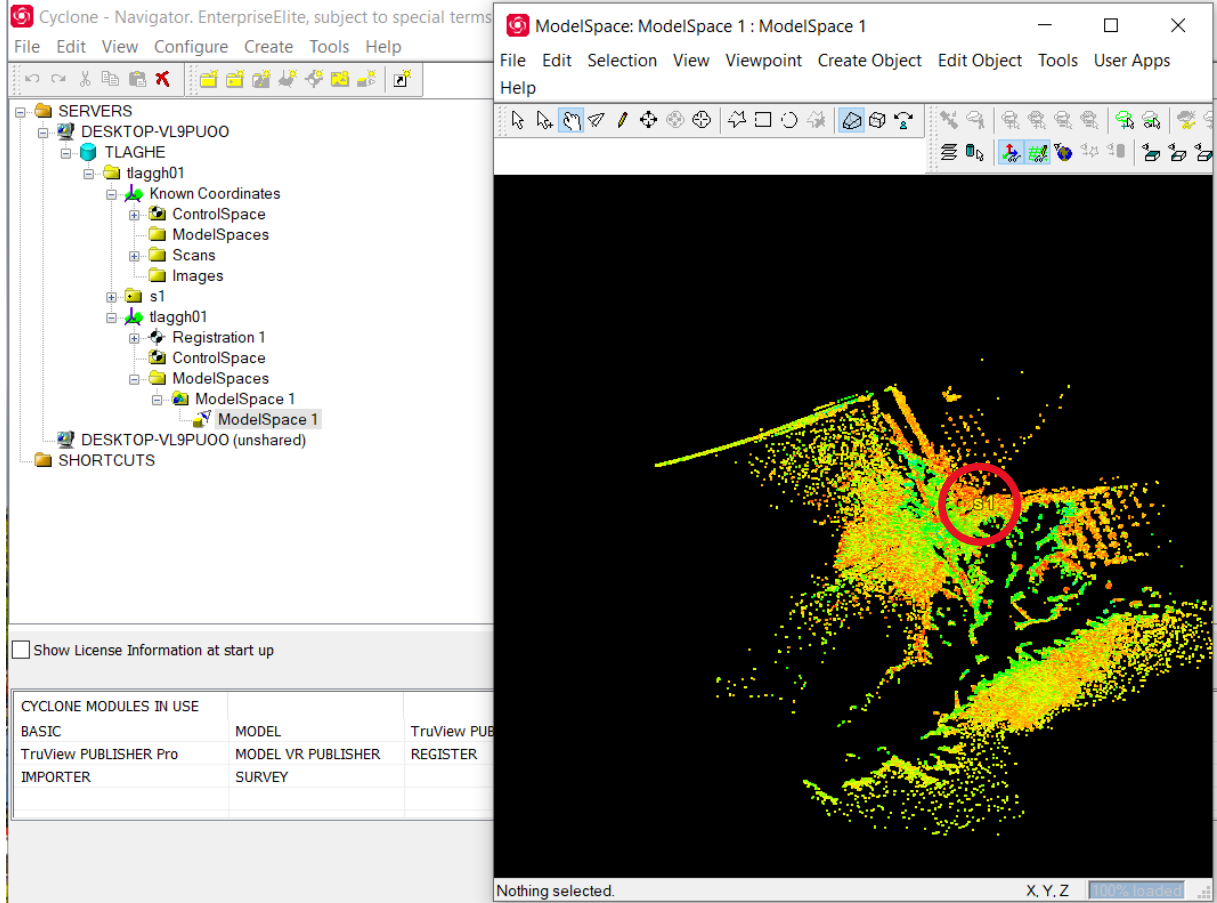 Cyclone - Navigator. EnterpriseElite, subject to special terms
File Edit View Configure Create Tools Help
SERVERS
DESKTOP-VL9PUOO
TLAGHE
tlaggh01
Known Coordinates
ControlSpace
ModelSpaces
Scans
Images
s1
tlaggh01
Registration 1
ControlSpace
ModelSpaces
ModelSpace 1
ModelSpace 1
DESKTOP-VL9PUOO (unshared)
SHORTCUTS
Show License Information at start up
CYCLONE MODULES IN USE
BASIC MODEL TruView PUB
TruView PUBLISHER Pro MODEL VR PUBLISHER REGISTER
IMPORTER SURVEY
ModelSpace: ModelSpace 1 : ModelSpace 1
File Edit Selection View Viewpoint Create Object Edit Object Tools User Apps
Help
s1
Nothing selected. X, Y, Z 100% loaded